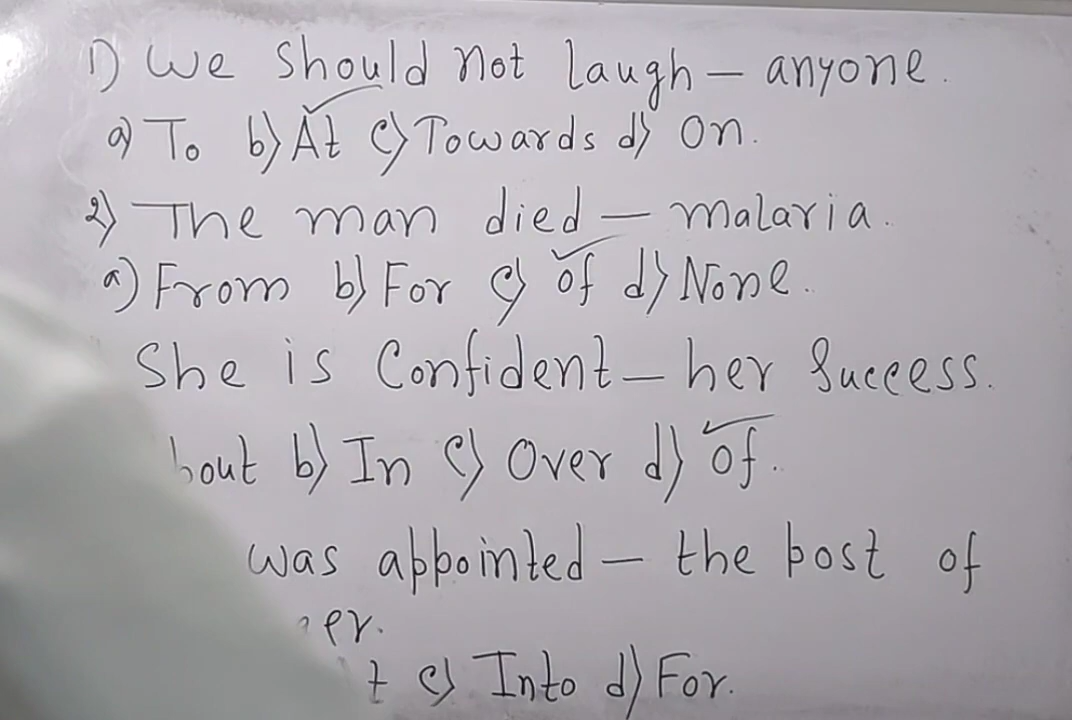 1) We should not laugh – anyone.
a) To b) At c) Towards d) On.
2) The man died – malaria.
a) From b) For c) of d) None.
She is Confident – her Success.
bout b) In c) Over d) of.
was appointed – the post of
er.
t c) Into d) For.